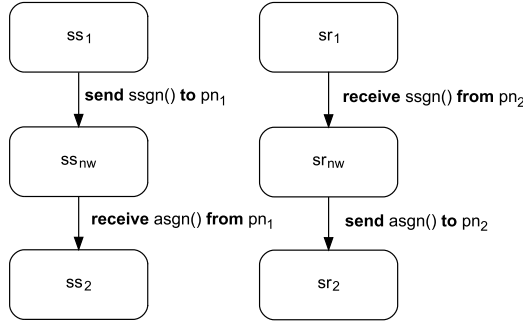 ss1
sr1
send ssgn() to pn1
receive ssgn() from pn2
ssnw
srnw
receive asgn() from pn1
send asgn() to pn2
ss2
sr2